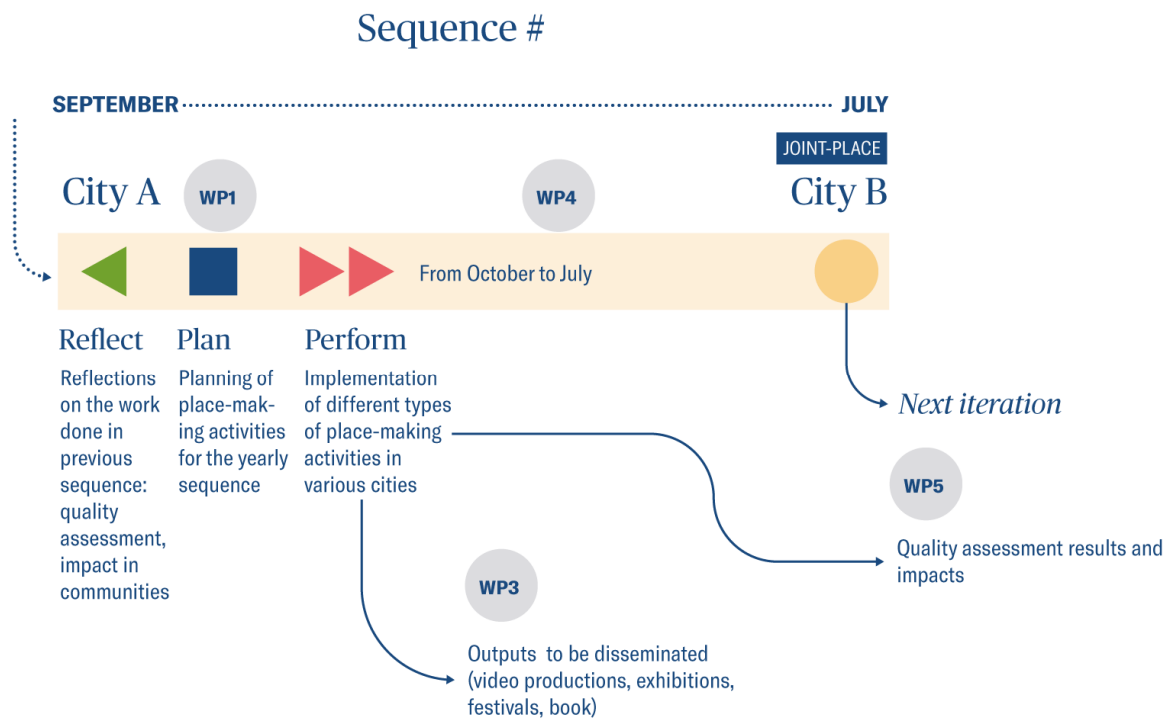 Sequence #
SEPTEMBER
JULY
JOINT-PLACE
City A
WP1
WP4
City B
From October to July
Reflect
Reflections
on the work
done in
previous
sequence:
quality
assessment,
impact in
communities
Plan
Planning of
place-mak-
ing activities
for the yearly
sequence
Perform
Implementation
of different types
of place-making
activities in
various cities
Next iteration
WP5
Quality assessment results and
impacts
WP3
Outputs to be disseminated
(video productions, exhibitions,
festivals, book)